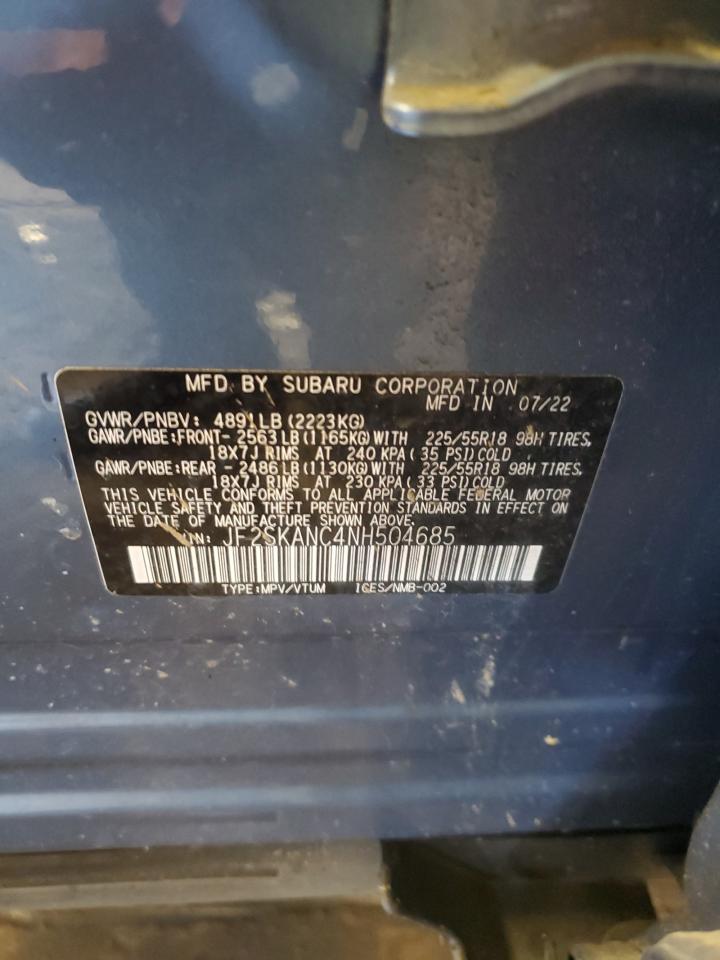 MFD. BY SUBARU CORPORATION
MFD IN 07/22
GVWR/PNBV: 4891LB (2223KG)
GAWR/PNBE:FRONT- 2563LB(1165KG)WITH 225/55R18 98H TIRES,
18X7J RIMS AT 240 KPA( 35 PSI)COLD
GAWR/PNBE:REAR -2486LB(1130KG)WITH 225/55R18 98H TIRES,
18X7J RIMS AT 230 KPA( 33 PSI)COLD
THIS VEHICLE CONFORMS TO ALL APPLICABLE FEDERAL MOTOR
VEHICLE SAFETY AND THEFT PREVENTION STANDARDS IN EFFECT ON
THE DATE OF MANUFACTURE SHOWN ABOVE.
VIN: JF2SKANC4NH504685
TYPE:MPV/VTUM ICES/NMB-002